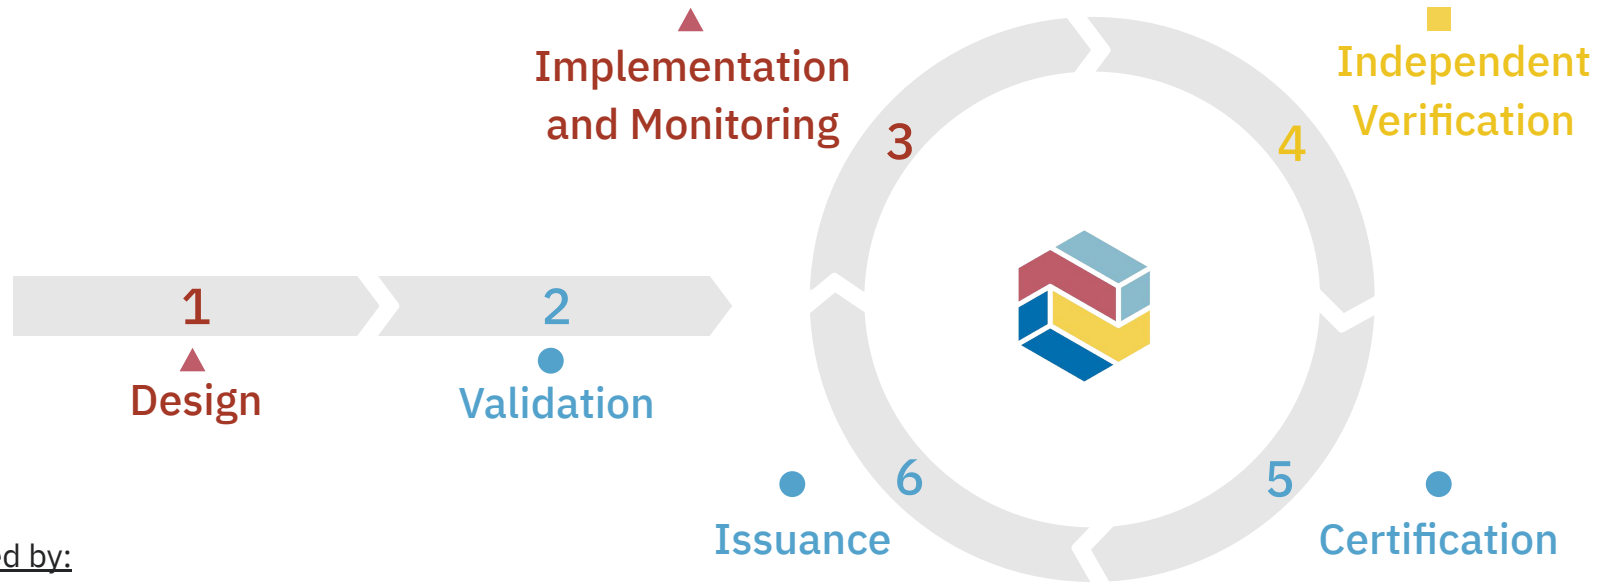 Implementation
and Monitoring
3
4
Independent
Verification
1
2
Design
Validation
6
5
Issuance
Certification
by: